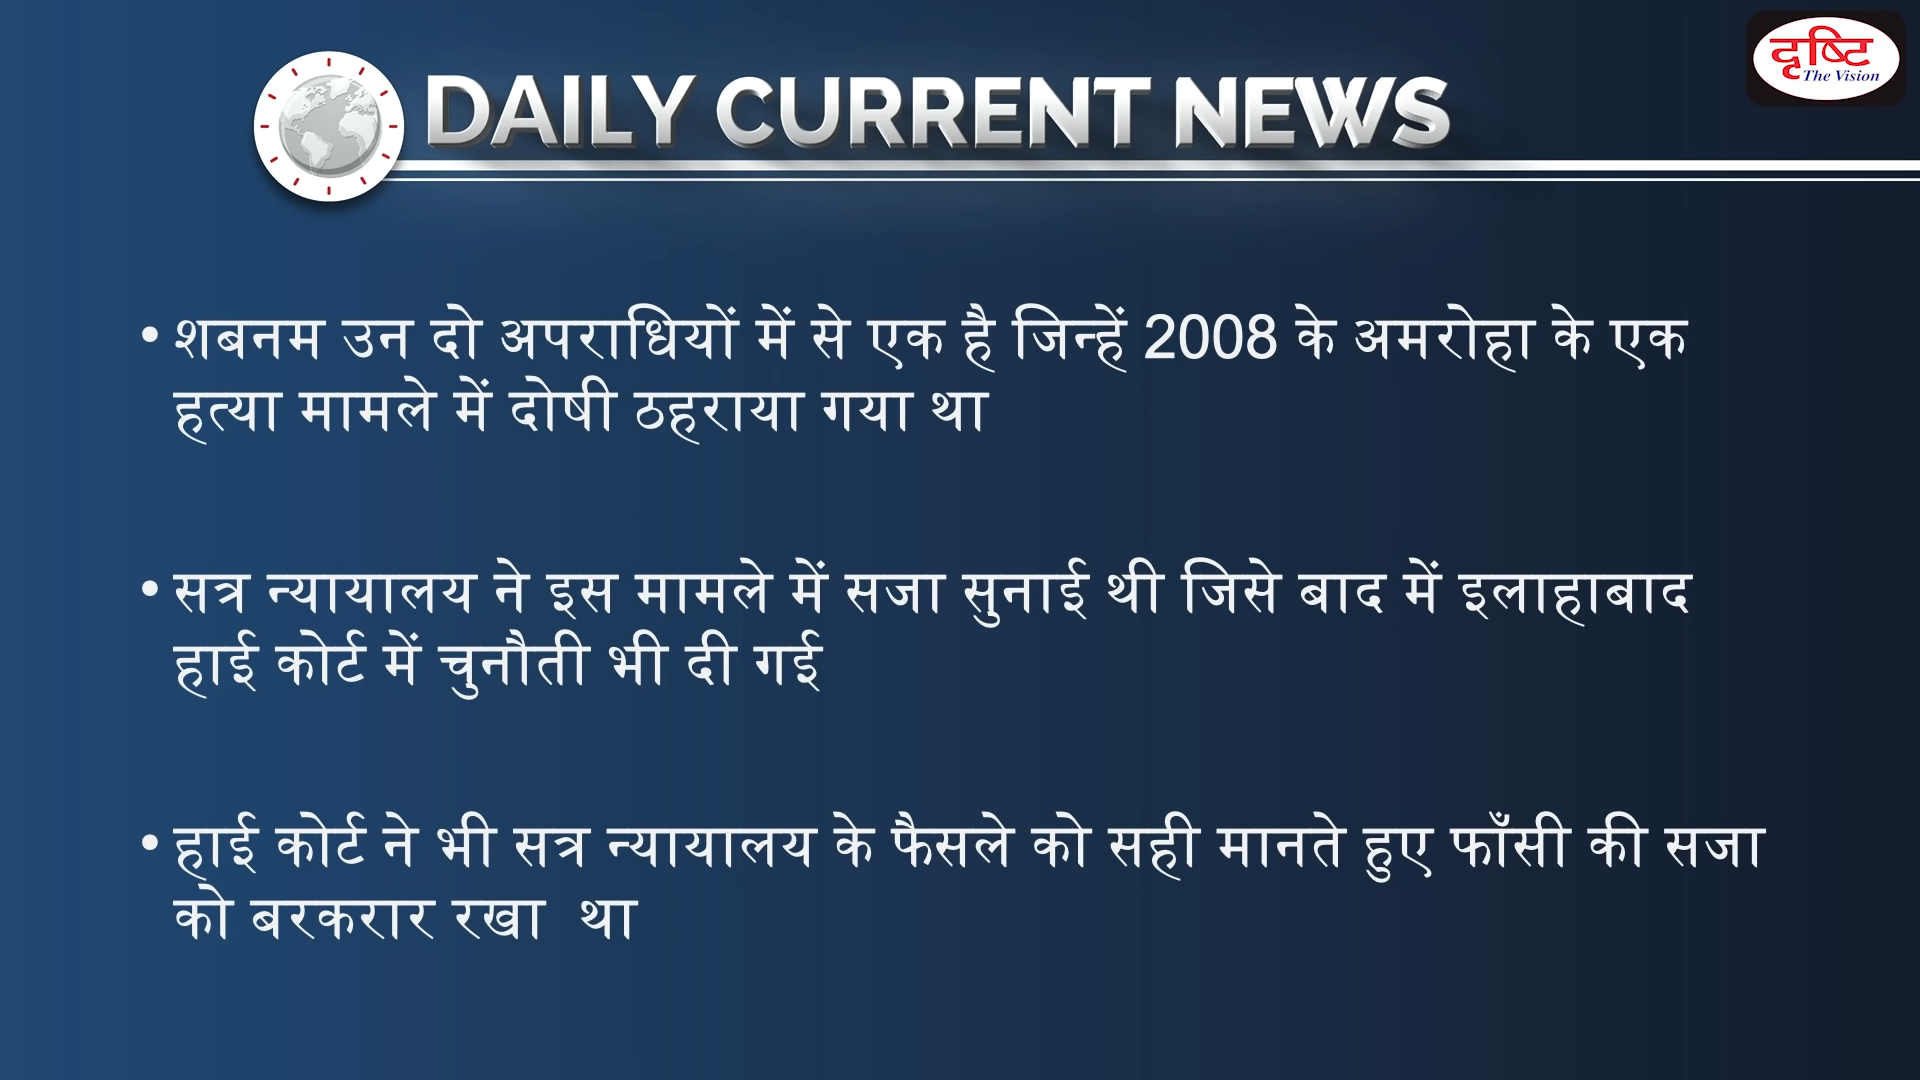 DAILY CURRENT NEWS
दृष्टि
The Vision
• शबनम उन दो अपराधियों में से एक है जिन्हें 2008 के अमरोहा के एक
हत्या मामले में दोषी ठहराया गया था
• सत्र न्यायालय ने इस मामले में सजा सुनाई थी जिसे बाद में इलाहाबाद
हाई कोर्ट में चुनौती भी दी गई
• हाई कोर्ट ने भी सत्र न्यायालय के फैसले को सही मानते हुए फाँसी की सजा
को बरकरार रखा  था